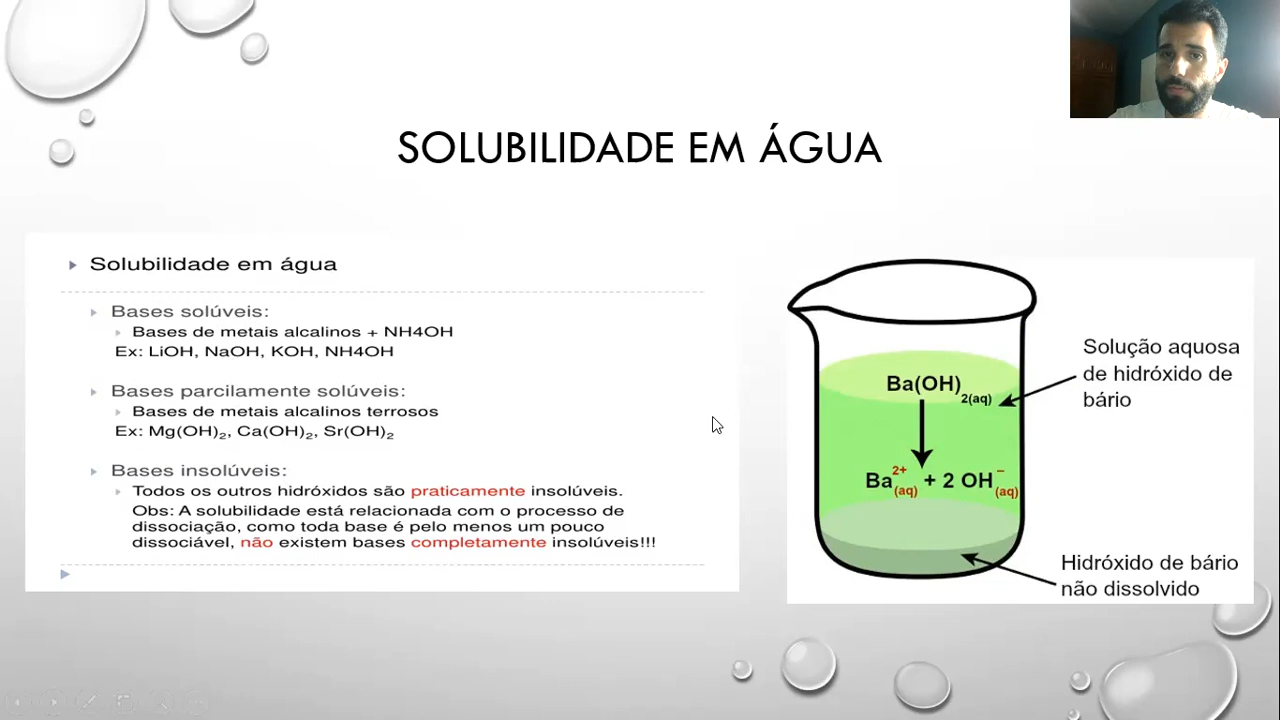 SOLUBILIDADE EM ÁGUA
Solubilidade em água
Bases solúveis:
Bases de metais alcalinos + NH4OH
Ex: LiOH, NaOH, KOH, NH4OH
Bases parcilamente solúveis:
Bases de metais alcalinos terrosos
Ex: Mg(OH)₂, Ca(OH)₂, Sr(OH)₂
Bases insolúveis:
Todos os outros hidróxidos são praticamente insolúveis.
Obs: A solubilidade está relacionada com o processo de
dissociação, como toda base é pelo menos um pouco
dissociável, não existem bases completamente insolúveis!!!
Ba(OH)₂(aq)
Ba²⁺(aq) + 2 OH⁻(aq)
Solução aquosa
de hidróxido de
bário
Hidróxido de bário
não dissolvido